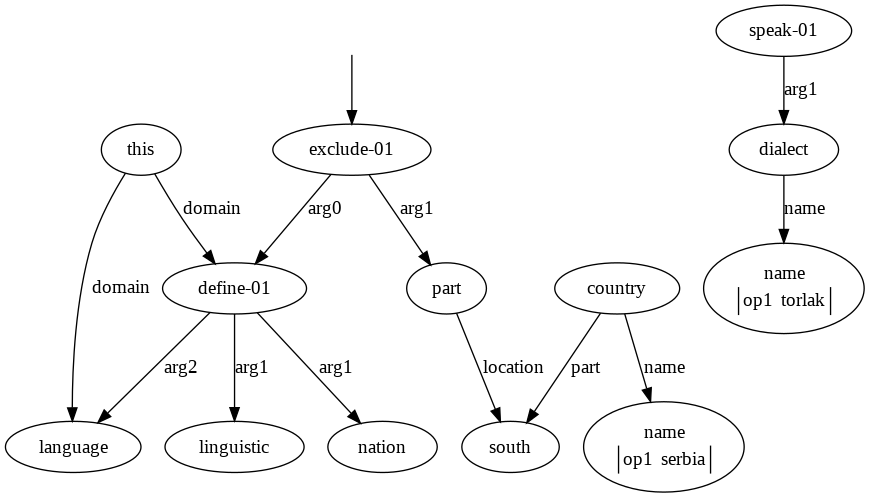 speak-01
arg1
this
exclude-01
dialect
domain
arg0
arg1
name
domain
define-01
part
country
name
|op1 torlak|
arg2
arg1
arg1
location
part
name
language
linguistic
nation
south
name
|op1 serbia|